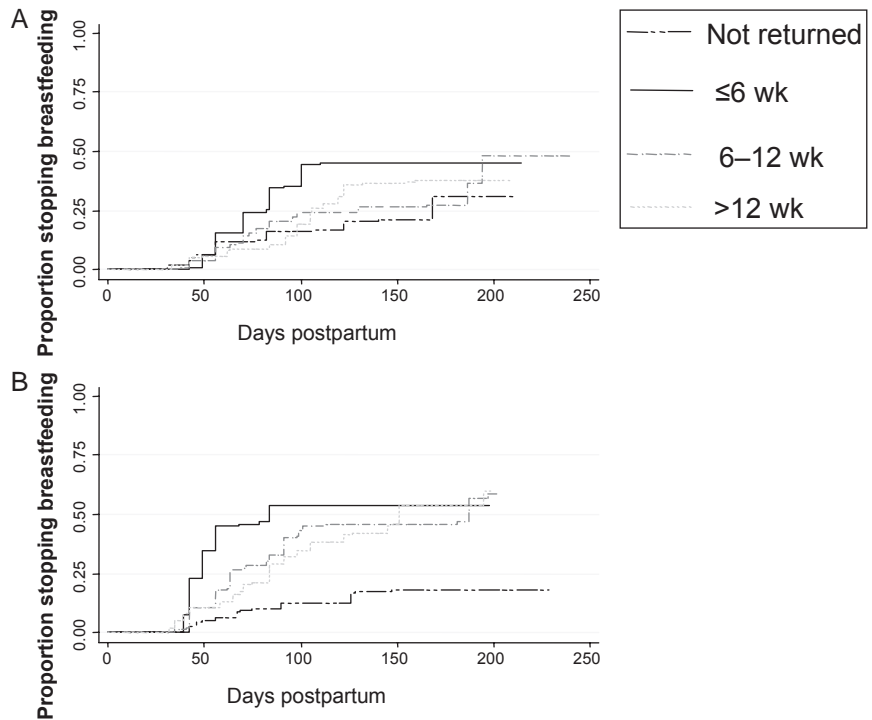 A
Proportion stopping breastfeeding
1.00
0.75
0.50
0.25
0.00
0 50 100 150 200 250
Days postpartum
Not returned
≤6 wk
6–12 wk
>12 wk
B
Proportion stopping breastfeeding
1.00
0.75
0.50
0.25
0.00
0 50 100 150 200 250
Days postpartum